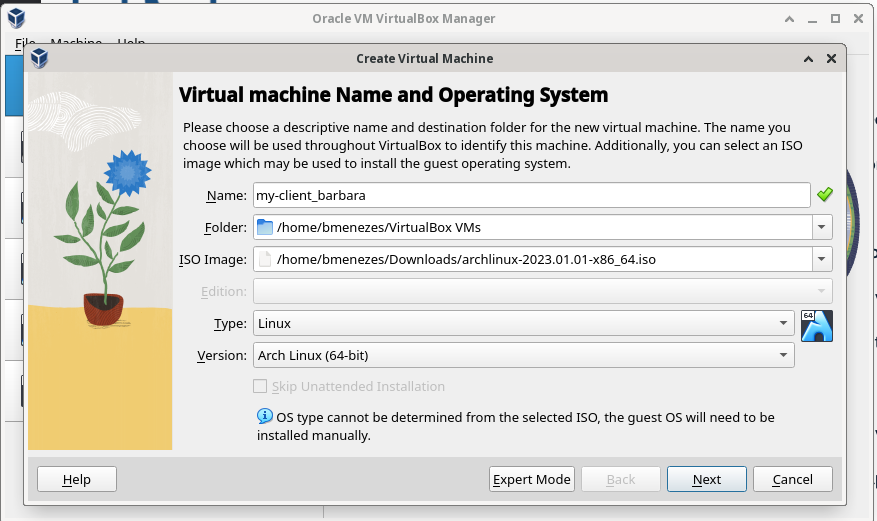 Oracle VM VirtualBox Manager
File Machine Help
Create Virtual Machine
Virtual machine Name and Operating System
Please choose a descriptive name and destination folder for the new virtual machine. The name you
choose will be used throughout VirtualBox to identify this machine. Additionally, you can select an ISO
image which may be used to install the guest operating system.
Name: my-client_barbara
Folder: /home/bmenezes/VirtualBox VMs
ISO Image: /home/bmenezes/Downloads/archlinux-2023.01.01-x86_64.iso
Edition:
Type: Linux
64
Version: Arch Linux (64-bit)
Skip Unattended Installation
OS type cannot be determined from the selected ISO, the guest OS will need to be
installed manually.
Help Expert Mode Back Next Cancel